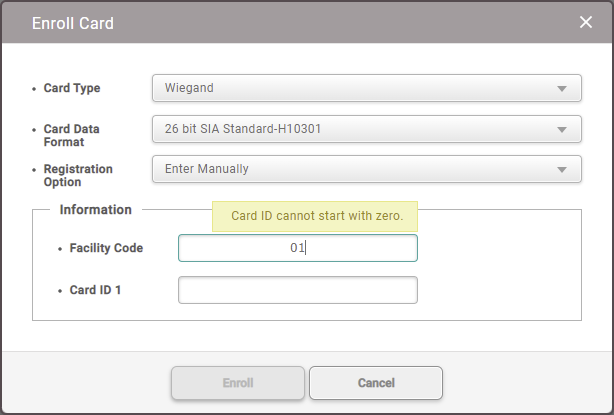 Enroll Card
Card Type
Wiegand
Card Data
Format
26 bit SIA Standard-H10301
Registration
Option
Enter Manually
Information
Card ID cannot start with zero.
Facility Code
01
Card ID 1
Enroll
Cancel